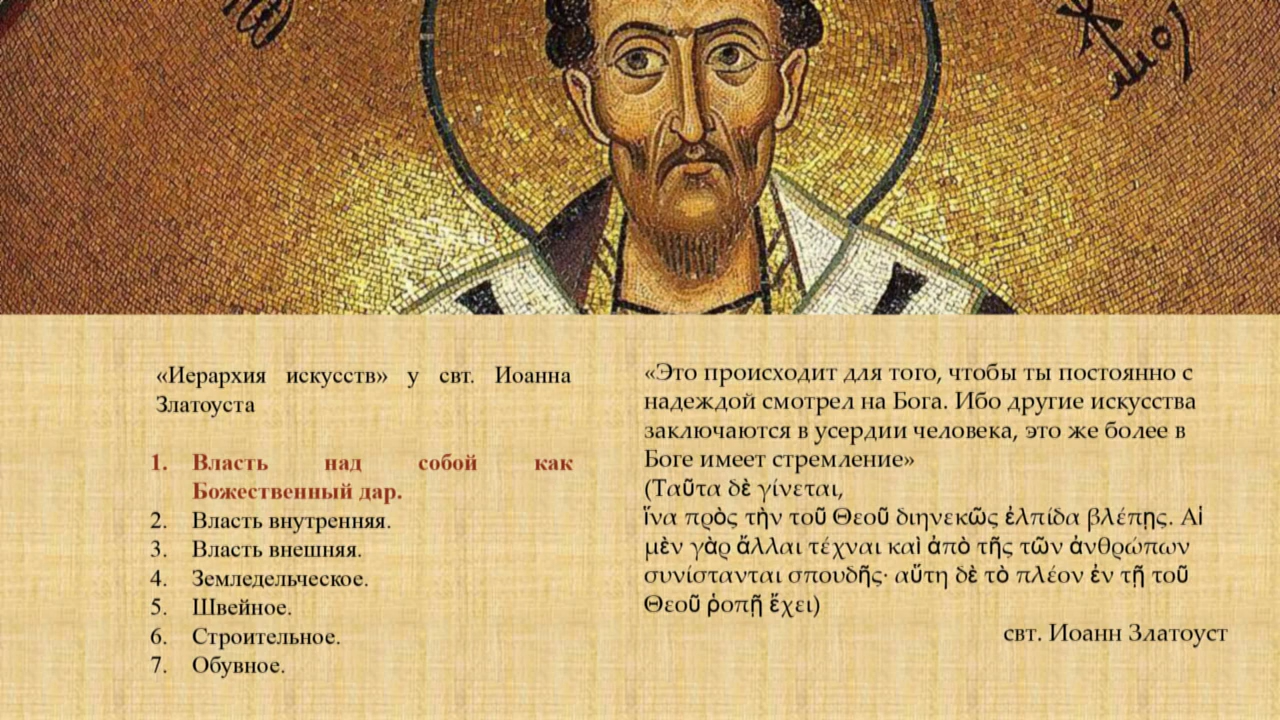 «Иерархия искусств» у свт. Иоанна
Златоуста
1. Власть над собой как
Божественный дар.
2. Власть внутренняя.
3. Власть внешняя.
4. Земледельческое.
5. Швейное.
6. Строительное.
7. Обувное.
«Это происходит для того, чтобы ты постоянно с
надеждой смотрел на Бога. Ибо другие искусства
заключаются в усердии человека, это же более в
Боге имеет стремление»
(Ταῦτα δὲ γίνεται,
ἵνα πρὸς τὴν τοῦ Θεοῦ διηνεκῶς ἐλπίδα βλέπῃς. Αἱ
μὲν γὰρ ἄλλαι τέχναι καὶ ἀπὸ τῆς τῶν ἀνθρώπων
συνίστανται σπουδῆς· αὕτη δὲ τὸ πλέον ἐν τῇ τοῦ
Θεοῦ ῥοπῇ ἔχει)
свт. Иоанн Златоуст